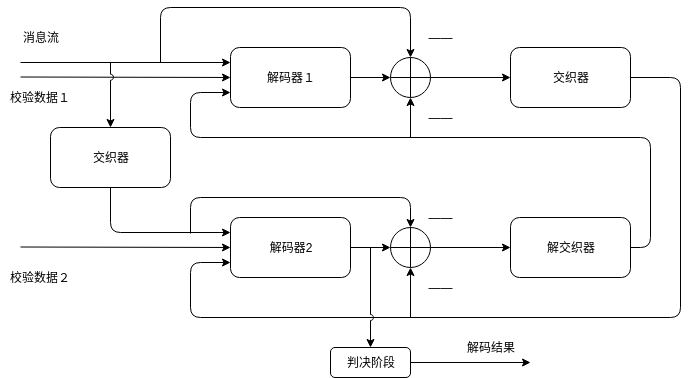 消息流
解码器１
交织器
校验数据１
交织器
解码器2
解交织器
校验数据２
解码结果
判决阶段